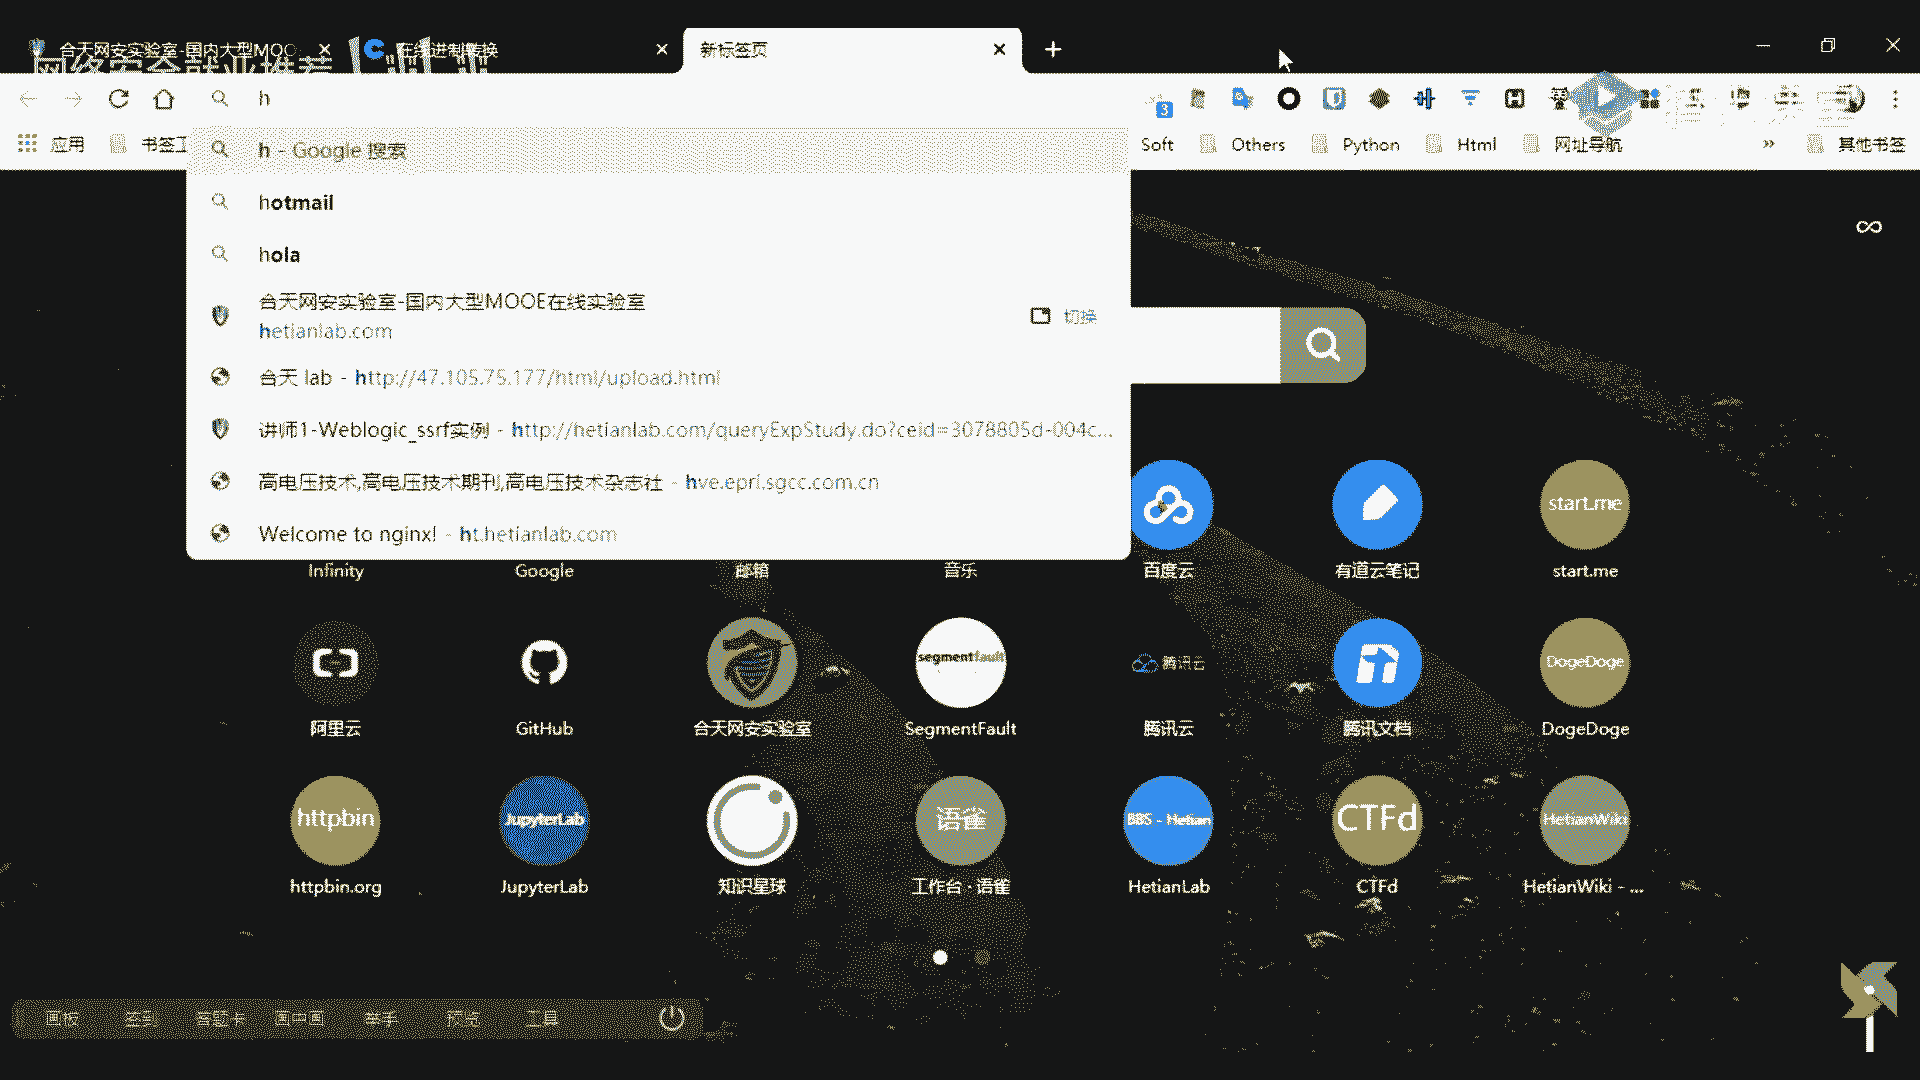 合天网安实验室-国内大型MOO
在线进制转换
新标签页
网络安全就业推荐
h
3
应用
书签工
Soft
Others
Python
Html
网址导航
»
其他书签
h - Google 搜索
hotmail
hola
合天网安实验室-国内大型MOOE在线实验室
hetianlab.com
切换
合天 lab - http://47.105.75.177/html/upload.html
讲师1-Weblogic_ssrf实例 - http://hetianlab.com/queryExpStudy.do?ceid=3078805d-004c...
高电压技术,高电压技术期刊,高电压技术杂志社 - hve.epri.sgcc.com.cn
Welcome to nginx! - ht.hetianlab.com
start.me
Infinity
Google
邮箱
音乐
百度云
有道云笔记
start.me
segmentfault
腾讯云
DogeDoge
阿里云
GitHub
合天网安实验室
SegmentFault
腾讯云
腾讯文档
DogeDoge
httpbin
JupyterLab
语雀
BBS - Hetian
CTFd
HetianWiki
httpbin.org
JupyterLab
知识星球
工作台 · 语雀
HetianLab
CTFd
HetianWiki - ...
画板
签到
答题卡
画中画
举手
预览
工具